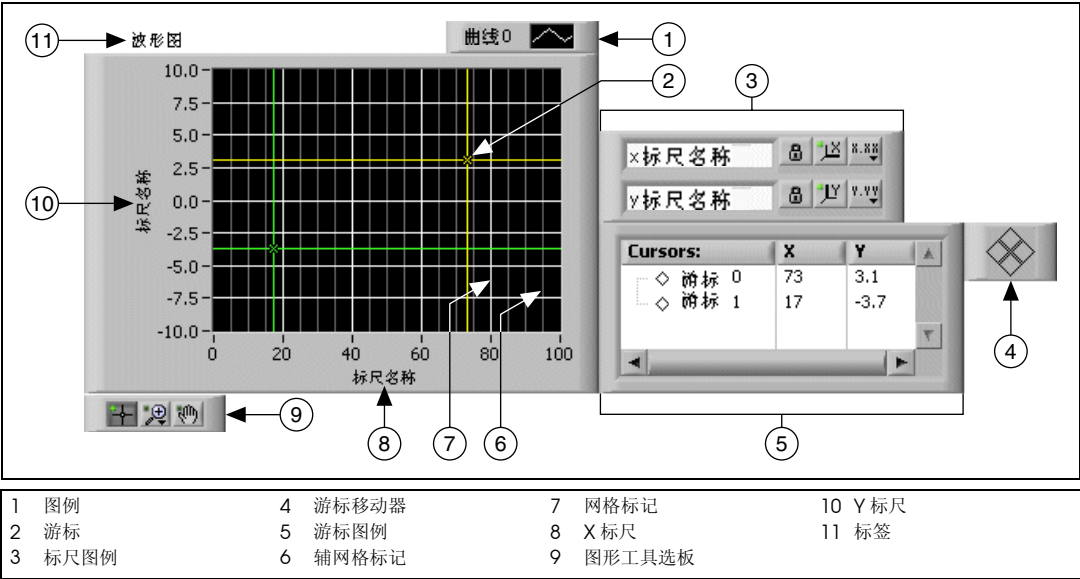 11 波形图
曲线0
1
2
3
10.0
7.5
5.0
2.5
0.0
-2.5
-5.0
-7.5
-10.0
10
标尺名称
0 20 40 60 80 100
标尺名称
x标尺名称 X X.XX
y标尺名称 Y Y.YY
Cursors: X Y
游标 0 73 3.1
游标 1 17 -3.7
4
9
8
7
6
5
1 图例 4 游标移动器 7 网格标记 10 Y 标尺
2 游标 5 游标图例 8 X 标尺 11 标签
3 标尺图例 6 辅网格标记 9 图形工具选板